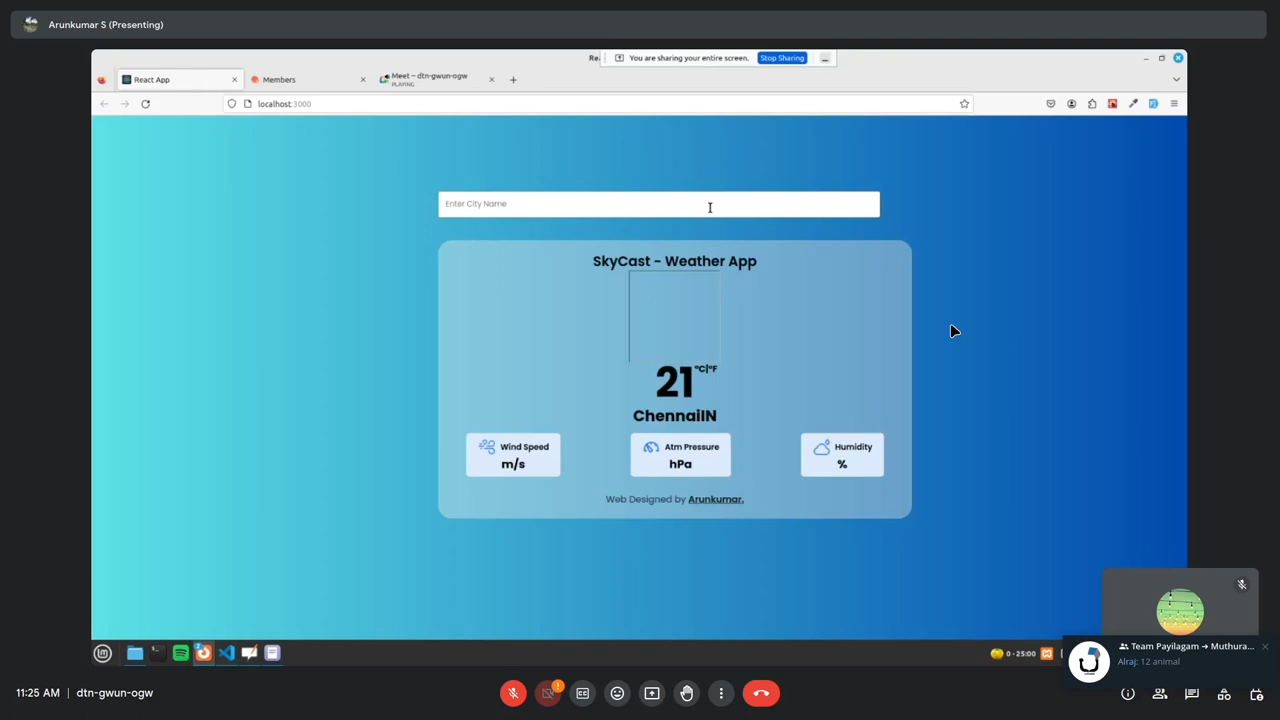 Arunkumar S (Presenting)
Re
You are sharing your entire screen.
Stop Sharing
React App
Members
Meet – dtn-gwun-ogw
PLAYING
localhost:3000
Enter City Name
SkyCast - Weather App
21 °C|°F
ChennaiIN
Wind Speed
m/s
Atm Pressure
hPa
Humidity
%
Web Designed by Arunkumar.
0 - 25:00
Team Payilagam → Muthura...
Alraj: 12 animal
11:25 AM | dtn-gwun-ogw